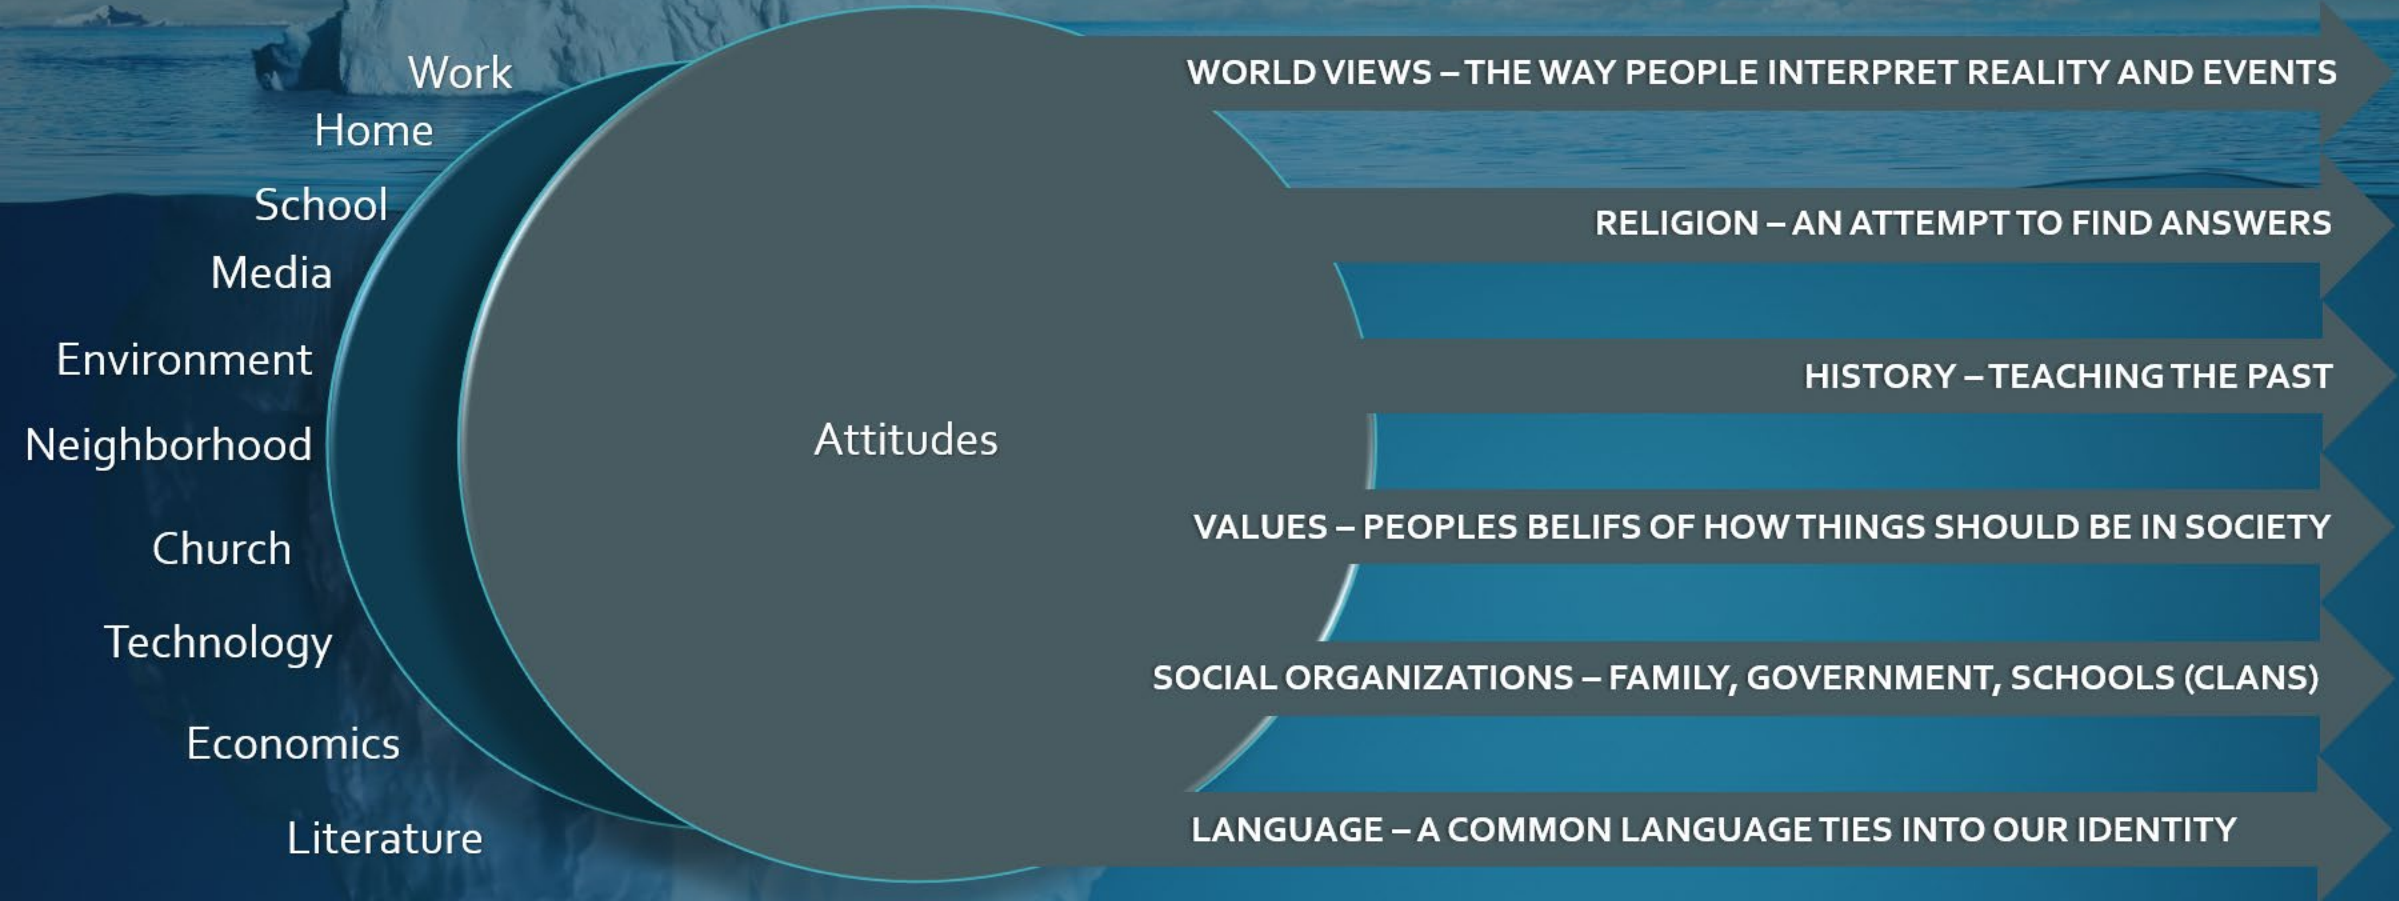 Work
Home
School
Media
Environment
Neighborhood
Church
Technology
Economics
Literature
Attitudes
WORLD VIEWS – THE WAY PEOPLE INTERPRET REALITY AND EVENTS
RELIGION – AN ATTEMPT TO FIND ANSWERS
HISTORY – TEACHING THE PAST
VALUES – PEOPLES BELIFS OF HOW THINGS SHOULD BE IN SOCIETY
SOCIAL ORGANIZATIONS – FAMILY, GOVERNMENT, SCHOOLS (CLANS)
LANGUAGE – A COMMON LANGUAGE TIES INTO OUR IDENTITY